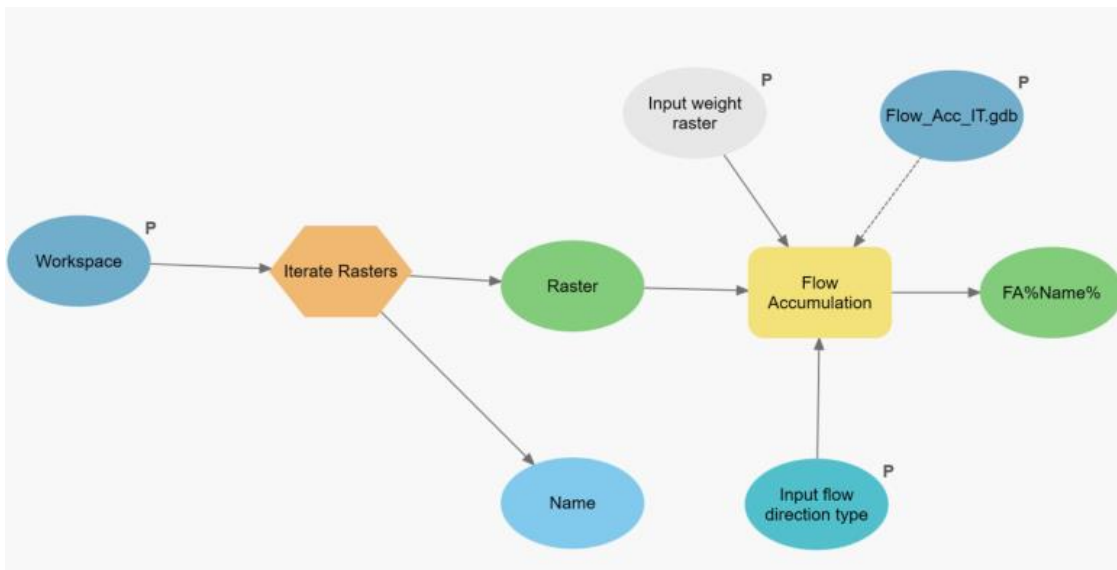 P
Input weight
raster
P
Flow_Acc_IT.gdb
P
Workspace
Iterate Rasters
Raster
Flow
Accumulation
FA%Name%
Name
P
Input flow
direction type